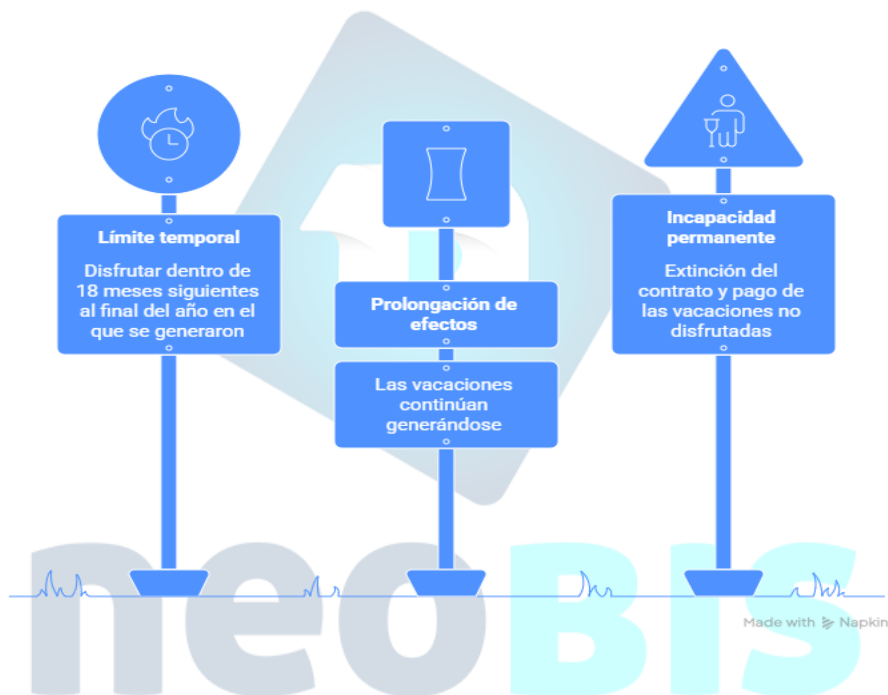 Límite temporal
Disfrutar dentro de
18 meses siguientes
al final del año en el
que se generaron
Prolongación de
efectos
Las vacaciones
continúan
generándose
Incapacidad
permanente
Extinción del
contrato y pago de
las vacaciones no
disfrutadas
Made with Napkin
neoBIS